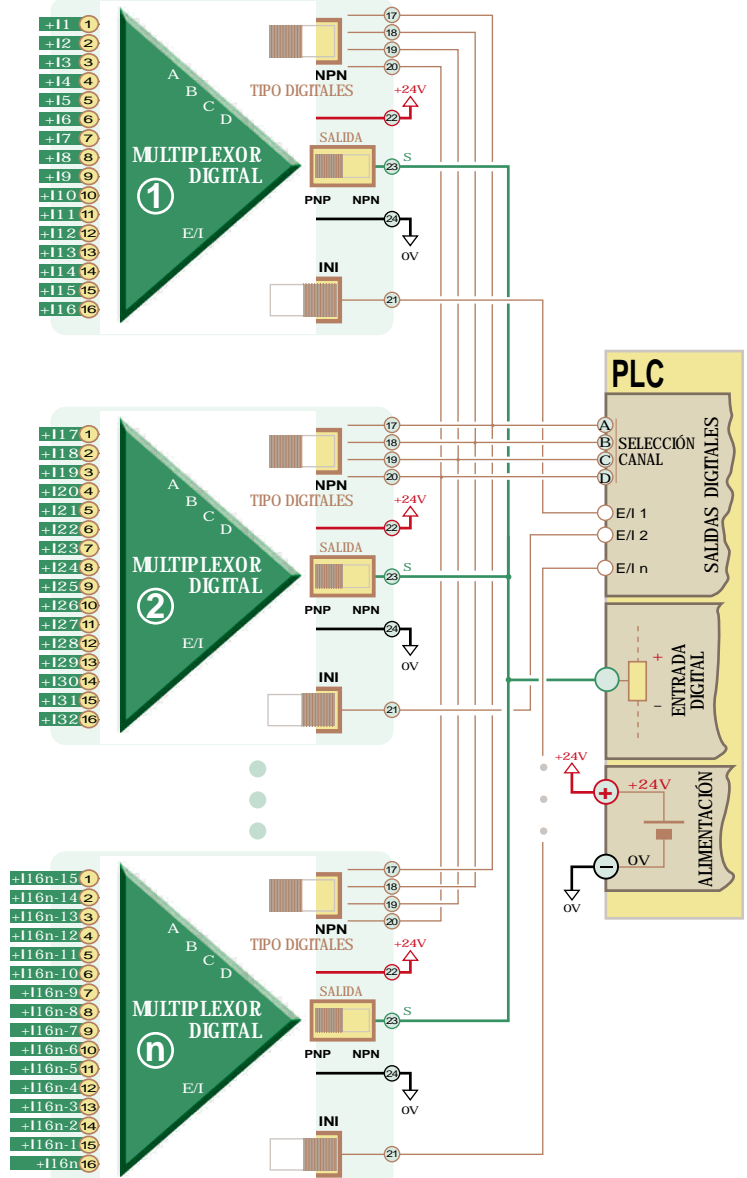 +I1 1
+I2 2
+I3 3
+I4 4
+I5 5
+I6 6
+I7 7
+I8 8
+I9 9
+I10 10
+I11 11
+I12 12
+I13 13
+I14 14
+I15 15
+I16 16
A
B
C
D
MULTIPLEXOR
DIGITAL
1
E/I
NPN
TIPO DIGITALES
17
18
19
20
+24V
22
SALIDA
23 S
PNP NPN
24
0V
INI
21
+I17 1
+I18 2
+I19 3
+I20 4
+I21 5
+I22 6
+I23 7
+I24 8
+I25 9
+I26 10
+I27 11
+I28 12
+I29 13
+I30 14
+I31 15
+I32 16
A
B
C
D
MULTIPLEXOR
DIGITAL
2
E/I
NPN
TIPO DIGITALES
17
18
19
20
+24V
22
SALIDA
23 S
PNP NPN
24
0V
INI
21
+I16n-15 1
+I16n-14 2
+I16n-13 3
+I16n-12 4
+I16n-11 5
+I16n-10 6
+I16n-9 7
+I16n-8 8
+I16n-7 9
+I16n-6 10
+I16n-5 11
+I16n-4 12
+I16n-3 13
+I16n-2 14
+I16n-1 15
+I16n 16
A
B
C
D
MULTIPLEXOR
DIGITAL
n
E/I
NPN
TIPO DIGITALES
17
18
19
20
+24V
22
SALIDA
23 S
PNP NPN
24
0V
INI
21
PLC
A
B
C
D
SELECCIÓN
CANAL
E/I 1
E/I 2
E/I n
SALIDAS DIGITALES
+
−
ENTRADA
DIGITAL
+24V
+
+24V
−
0V
0V
ALIMENTACIÓN